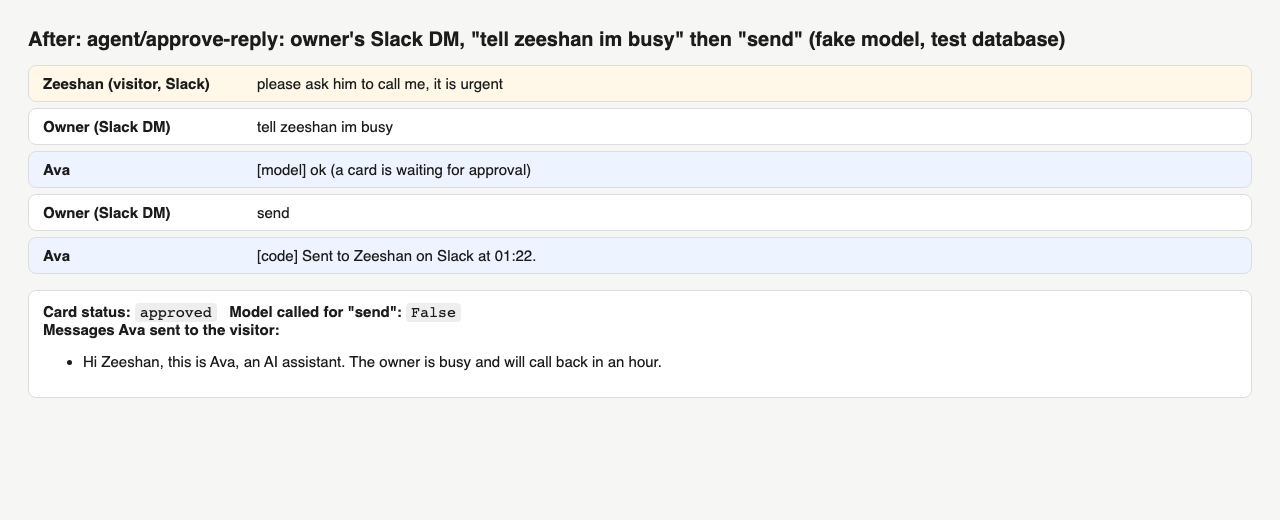 After: agent/approve-reply: owner's Slack DM, "tell zeeshan im busy" then "send" (fake model, test database)
Zeeshan (visitor, Slack) please ask him to call me, it is urgent
Owner (Slack DM) tell zeeshan im busy
Ava [model] ok (a card is waiting for approval)
Owner (Slack DM) send
Ava [code] Sent to Zeeshan on Slack at 01:22.
Card status: approved Model called for "send": False
Messages Ava sent to the visitor:
• Hi Zeeshan, this is Ava, an AI assistant. The owner is busy and will call back in an hour.